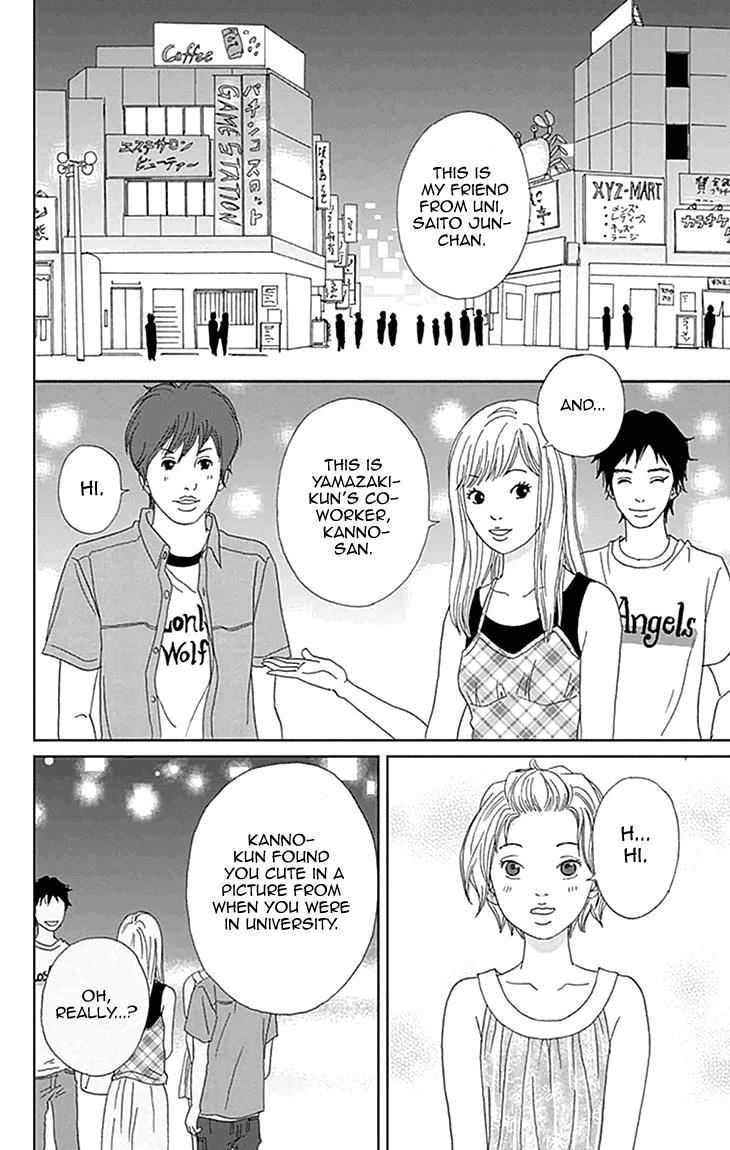 Coffee
パチンコスロット
GAME STATION
エステサロン
ビューティー
THIS IS
MY FRIEND
FROM UNI,
SAITO JUN-
CHAN.
XYZ-MART
・メンズ
・レディース
・キッズ
・ラージ
カラオケ
AND...
HI.
THIS IS
YAMAZAKI-
KUN'S CO-
WORKER,
KANNO-
SAN.
Wolf
Angels
H...
HI.
KANNO-
KUN FOUND
YOU CUTE IN A
PICTURE FROM
WHEN YOU WERE
IN UNIVERSITY.
OH,
REALLY...?